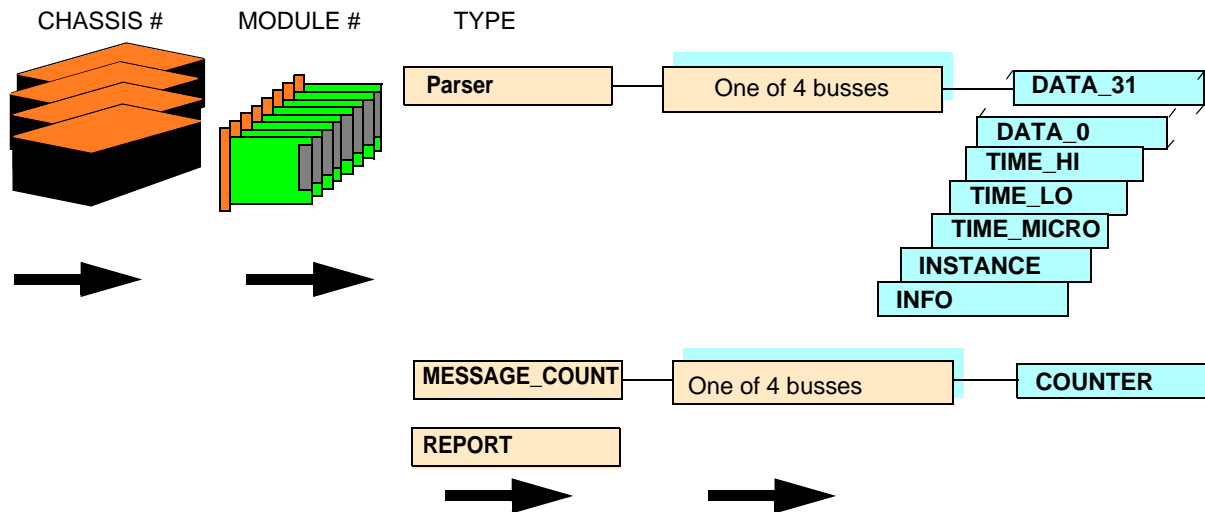 CHASSIS #
MODULE #
TYPE
Parser
One of 4 busses
DATA_31
DATA_0
TIME_HI
TIME_LO
TIME_MICRO
INSTANCE
INFO
MESSAGE_COUNT
One of 4 busses
COUNTER
REPORT